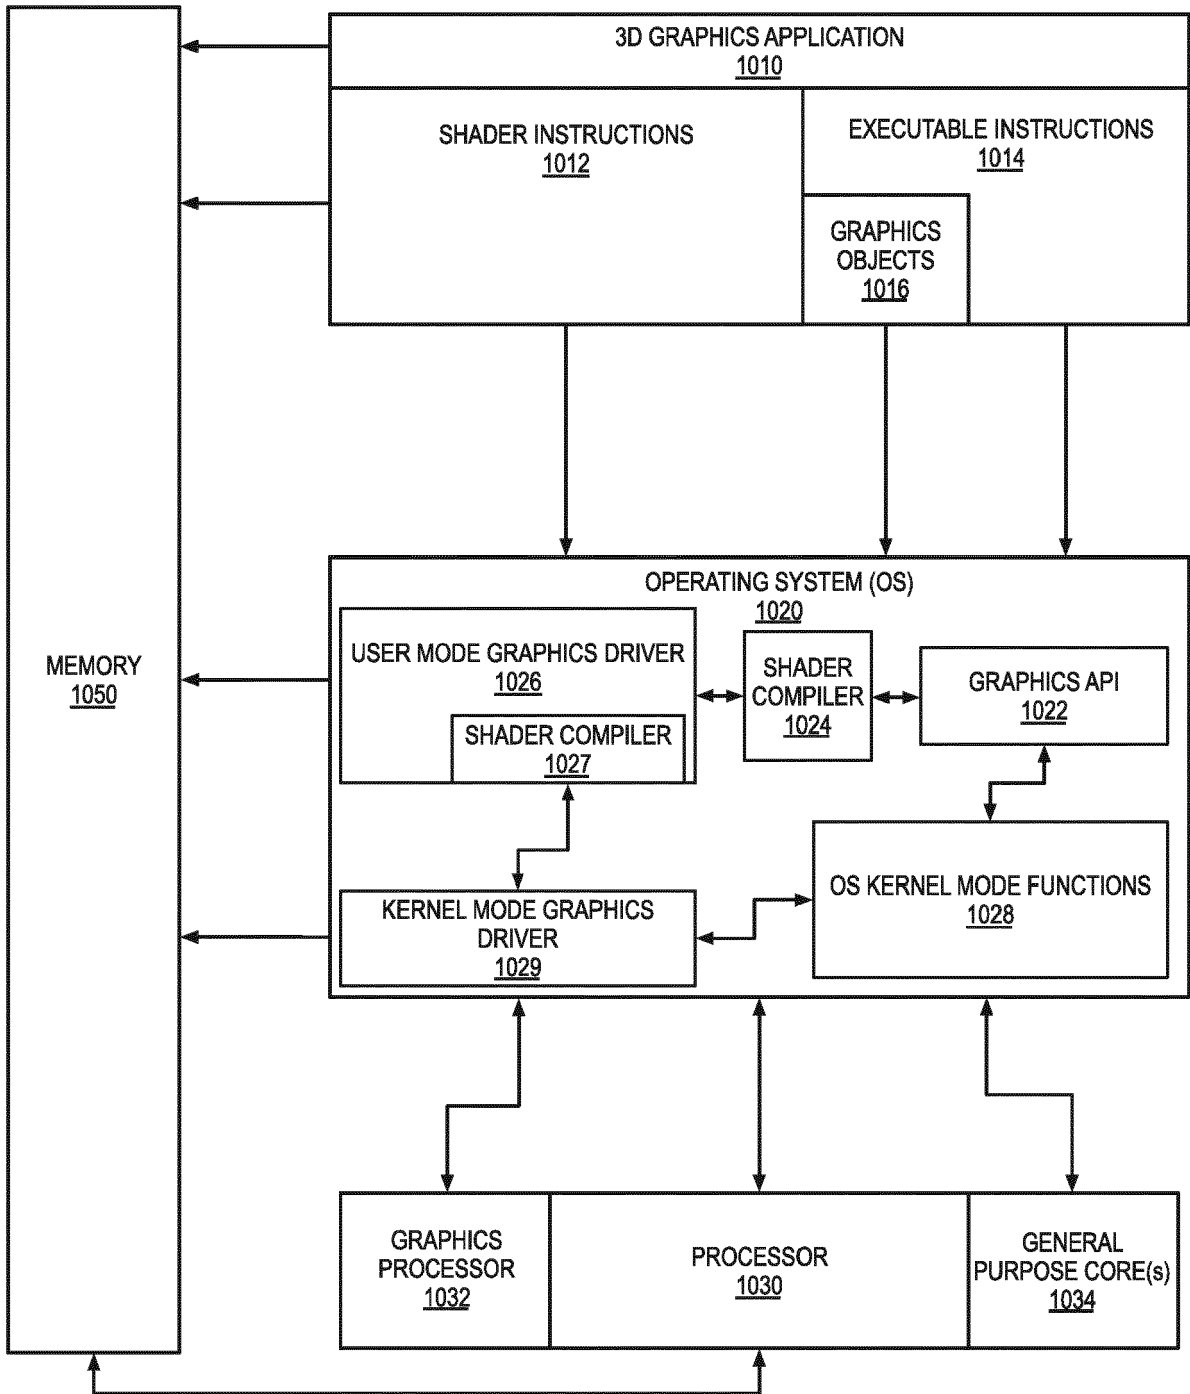 3D GRAPHICS APPLICATION
1010
SHADER INSTRUCTIONS
1012
EXECUTABLE INSTRUCTIONS
1014
GRAPHICS
OBJECTS
1016
OPERATING SYSTEM (OS)
1020
USER MODE GRAPHICS DRIVER
1026
SHADER COMPILER
1027
SHADER
COMPILER
1024
GRAPHICS API
1022
MEMORY
1050
KERNEL MODE GRAPHICS
DRIVER
1029
OS KERNEL MODE FUNCTIONS
1028
GRAPHICS
PROCESSOR
1032
PROCESSOR
1030
GENERAL
PURPOSE CORE(s)
1034